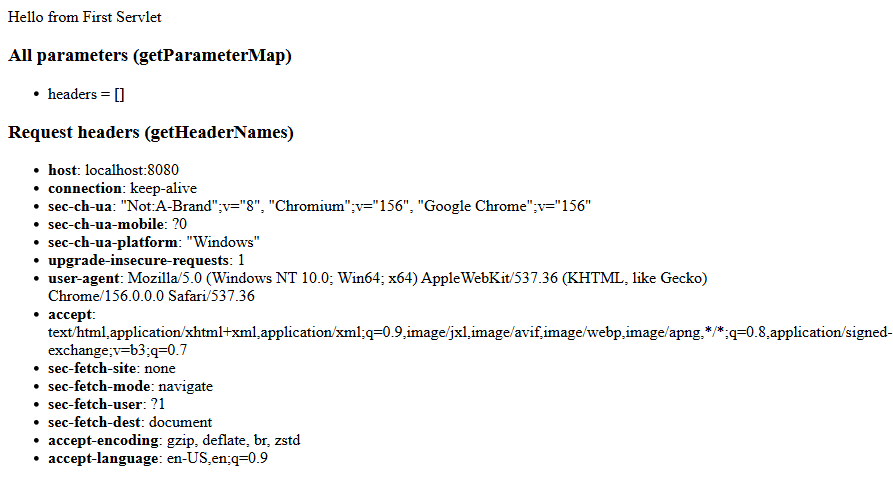 Hello from First Servlet
All parameters (getParameterMap)
• headers = []
Request headers (getHeaderNames)
• host: localhost:8080
• connection: keep-alive
• sec-ch-ua: "Not:A-Brand";v="8", "Chromium";v="156", "Google Chrome";v="156"
• sec-ch-ua-mobile: ?0
• sec-ch-ua-platform: "Windows"
• upgrade-insecure-requests: 1
• user-agent: Mozilla/5.0 (Windows NT 10.0; Win64; x64) AppleWebKit/537.36 (KHTML, like Gecko)
Chrome/156.0.0.0 Safari/537.36
• accept:
text/html,application/xhtml+xml,application/xml;q=0.9,image/jxl,image/avif,image/webp,image/apng,*/*;q=0.8,application/signed-
exchange;v=b3;q=0.7
• sec-fetch-site: none
• sec-fetch-mode: navigate
• sec-fetch-user: ?1
• sec-fetch-dest: document
• accept-encoding: gzip, deflate, br, zstd
• accept-language: en-US,en;q=0.9